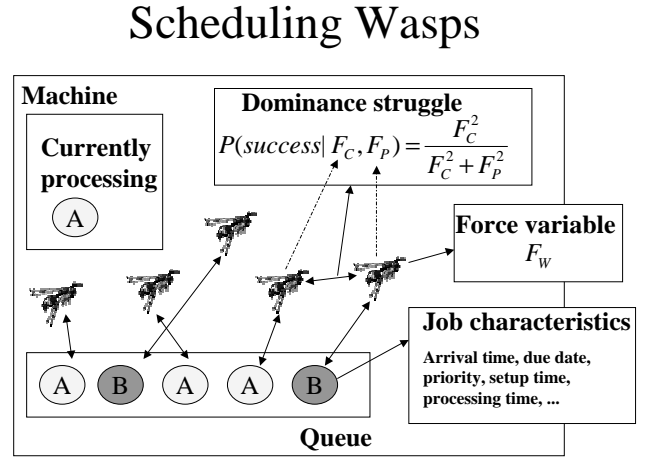 Scheduling Wasps
Machine
Currently
processing
A
Dominance struggle
P(success| F_C, F_P) = F_C^2 / (F_C^2 + F_P^2)
Force variable
F_W
Job characteristics
Arrival time, due date,
priority, setup time,
processing time, ...
A B A A B
Queue